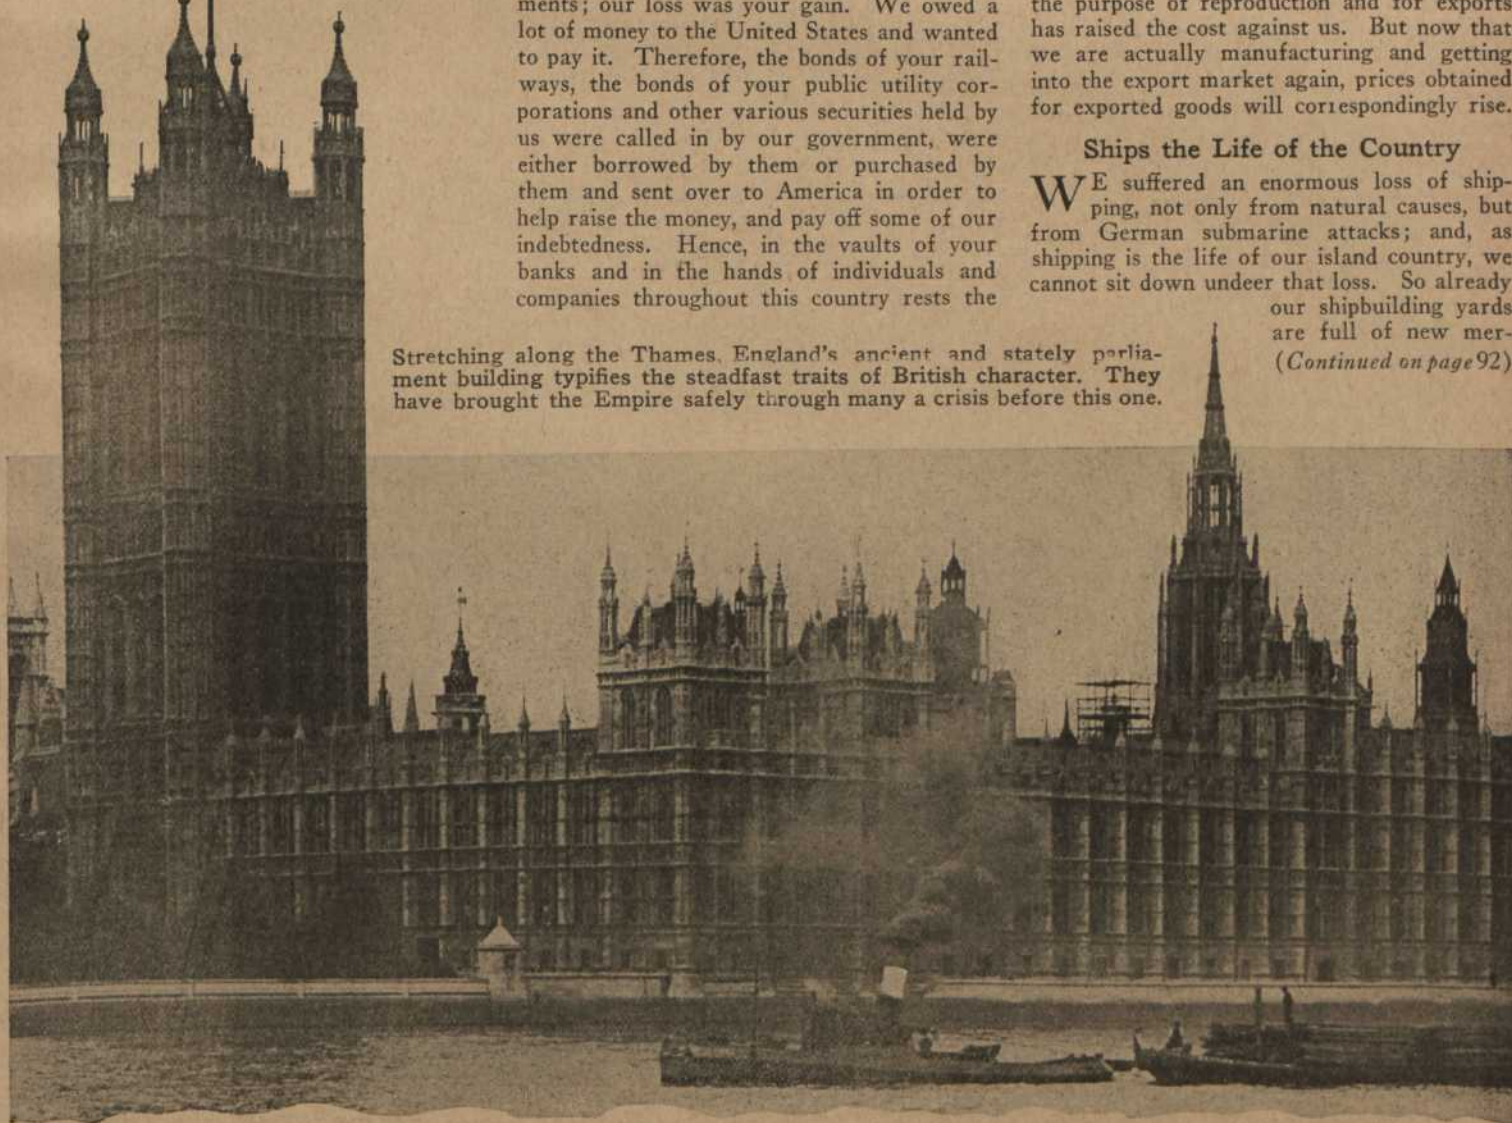 ments; our loss was your gain. We owed a
lot of money to the United States and wanted
to pay it. Therefore, the bonds of your rail-
ways, the bonds of your public utility cor-
porations and other various securities held by
us were called in by our government, were
either borrowed by them or purchased by
them and sent over to America in order to
help raise the money, and pay off some of our
indebtedness. Hence, in the vaults of your
banks and in the hands of individuals and
companies throughout this country rests the
the purpose of reproduction and for exports
has raised the cost against us. But now that
we are actually manufacturing and getting
into the export market again, prices obtained
for exported goods will correspondingly rise.
Ships the Life of the Country
WE suffered an enormous loss of ship-
ping, not only from natural causes, but
from German submarine attacks; and, as
shipping is the life of our island country, we
cannot sit down undeer that loss. So already
our shipbuilding yards
are full of new mer-
(Continued on page 92)
Stretching along the Thames, England's ancient and stately parlia-
ment building typifies the steadfast traits of British character. They
have brought the Empire safely through many a crisis before this one.